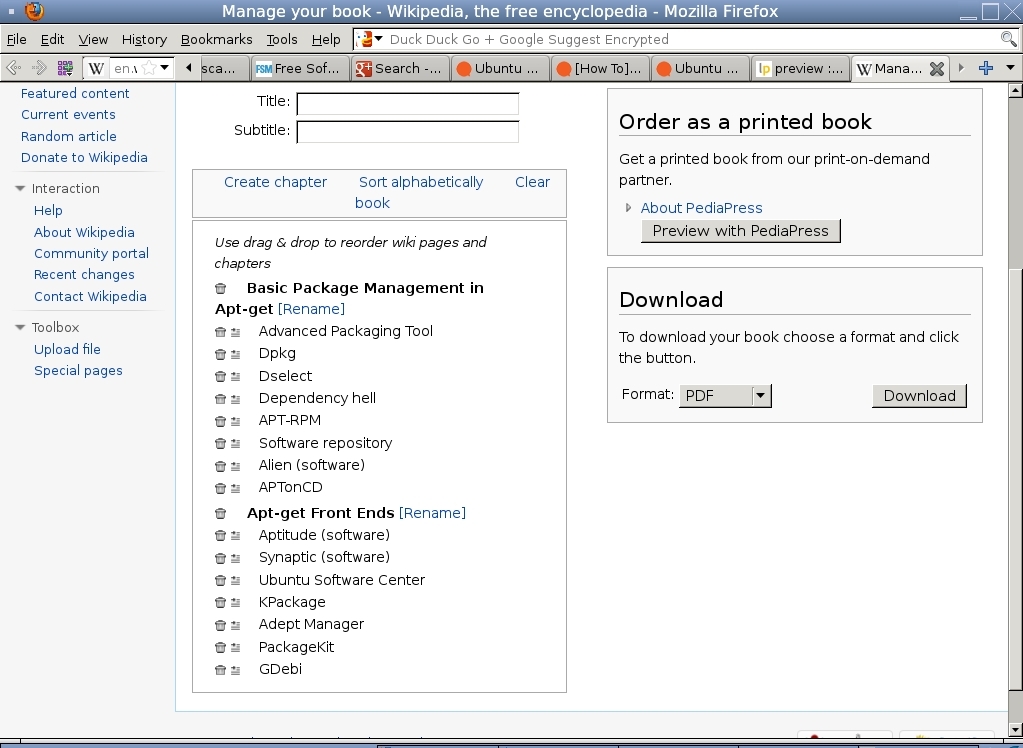 Manage your book - Wikipedia, the free encyclopedia - Mozilla Firefox
File Edit View History Bookmarks Tools Help
Duck Duck Go + Google Suggest Encrypted
W en.v
sca...
FSM Free Sof...
Search -...
Ubuntu ...
[How To]...
Ubuntu ...
lp preview :...
W Mana...
Featured content
Current events
Random article
Donate to Wikipedia
Interaction
Help
About Wikipedia
Community portal
Recent changes
Contact Wikipedia
Toolbox
Upload file
Special pages
Title:
Subtitle:
Create chapter Sort alphabetically Clear
book
Use drag & drop to reorder wiki pages and
chapters
Basic Package Management in
Apt-get [Rename]
Advanced Packaging Tool
Dpkg
Dselect
Dependency hell
APT-RPM
Software repository
Alien (software)
APTonCD
Apt-get Front Ends [Rename]
Aptitude (software)
Synaptic (software)
Ubuntu Software Center
KPackage
Adept Manager
PackageKit
GDebi
Order as a printed book
Get a printed book from our print-on-demand
partner.
About PediaPress
Preview with PediaPress
Download
To download your book choose a format and click
the button.
Format: PDF Download